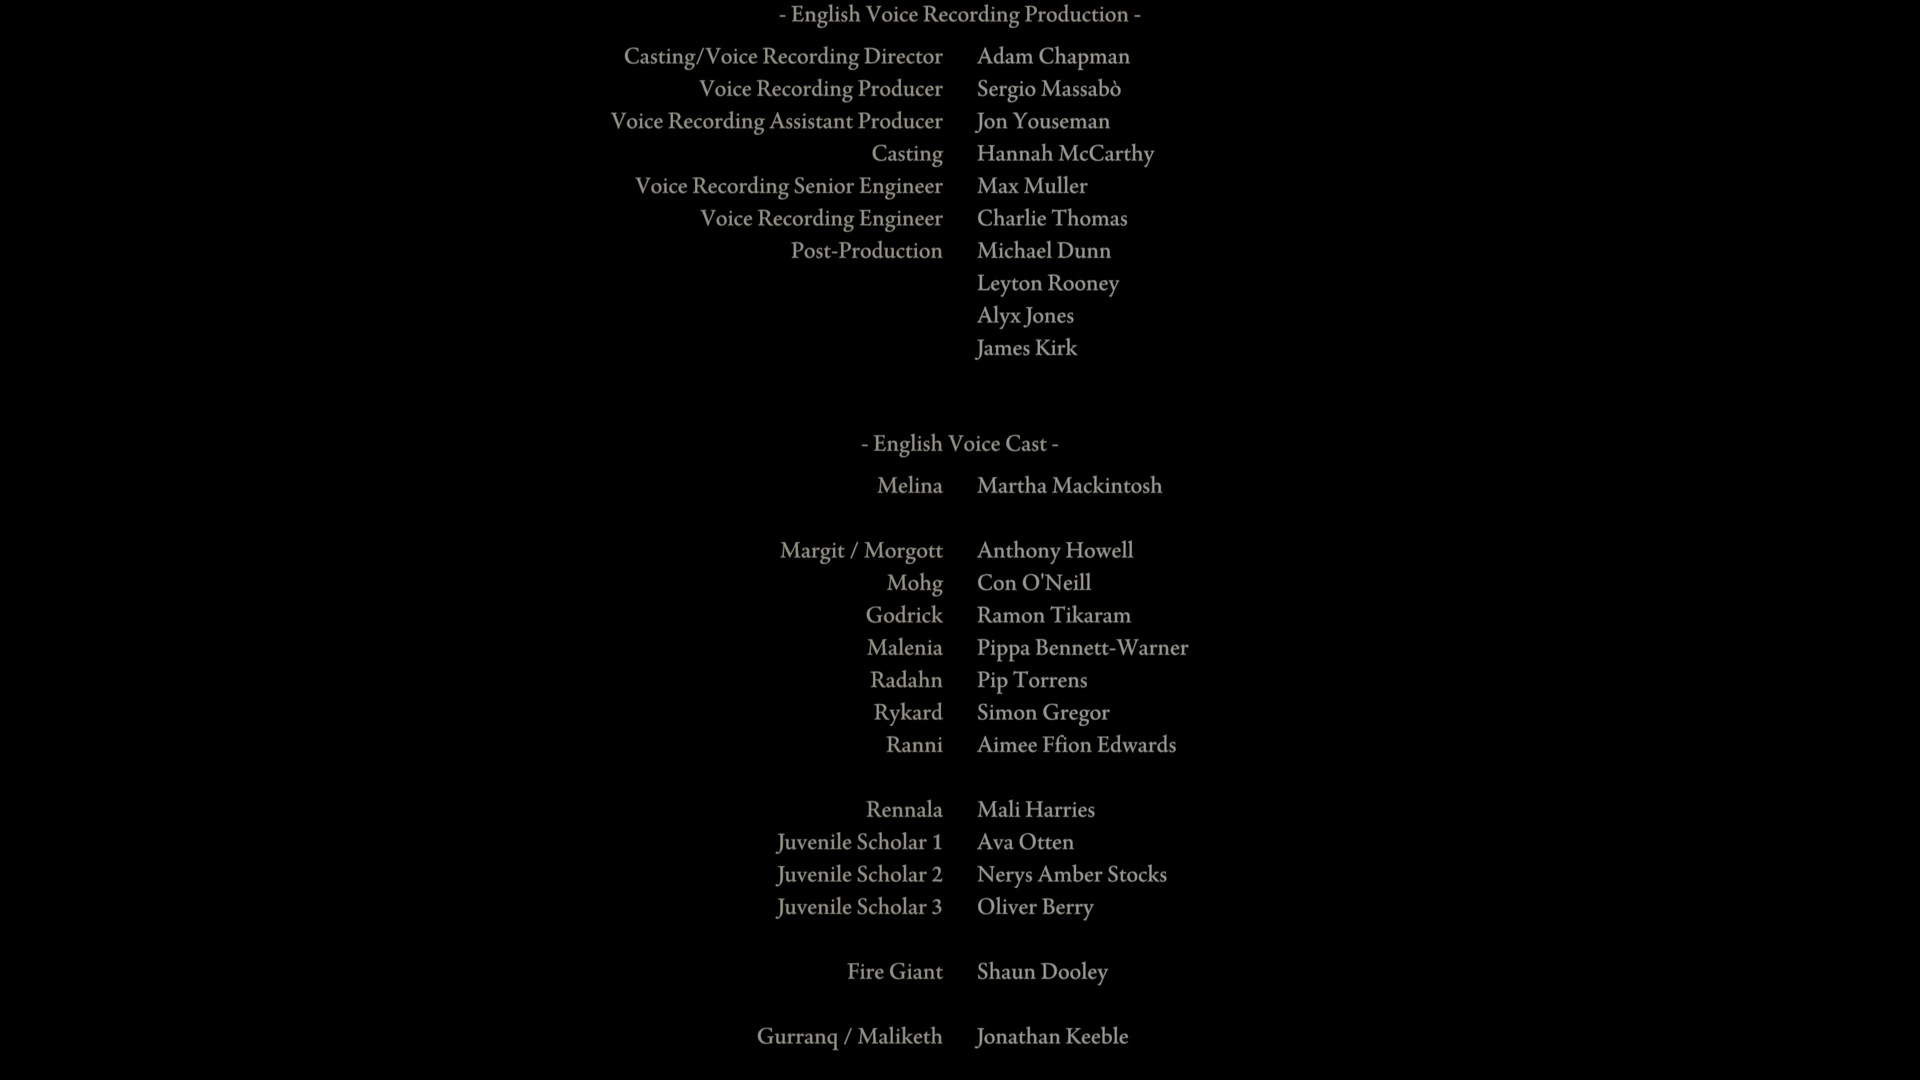 - English Voice Recording Production -
Casting/Voice Recording Director Adam Chapman
Voice Recording Producer Sergio Massabò
Voice Recording Assistant Producer Jon Youseman
Casting Hannah McCarthy
Voice Recording Senior Engineer Max Muller
Voice Recording Engineer Charlie Thomas
Post-Production Michael Dunn
Leyton Rooney
Alyx Jones
James Kirk
- English Voice Cast -
Melina Martha Mackintosh
Margit / Morgott Anthony Howell
Mohg Con O'Neill
Godrick Ramon Tikaram
Malenia Pippa Bennett-Warner
Radahn Pip Torrens
Rykard Simon Gregor
Ranni Aimee Ffion Edwards
Rennala Mali Harries
Juvenile Scholar 1 Ava Otten
Juvenile Scholar 2 Nerys Amber Stocks
Juvenile Scholar 3 Oliver Berry
Fire Giant Shaun Dooley
Gurranq / Maliketh Jonathan Keeble